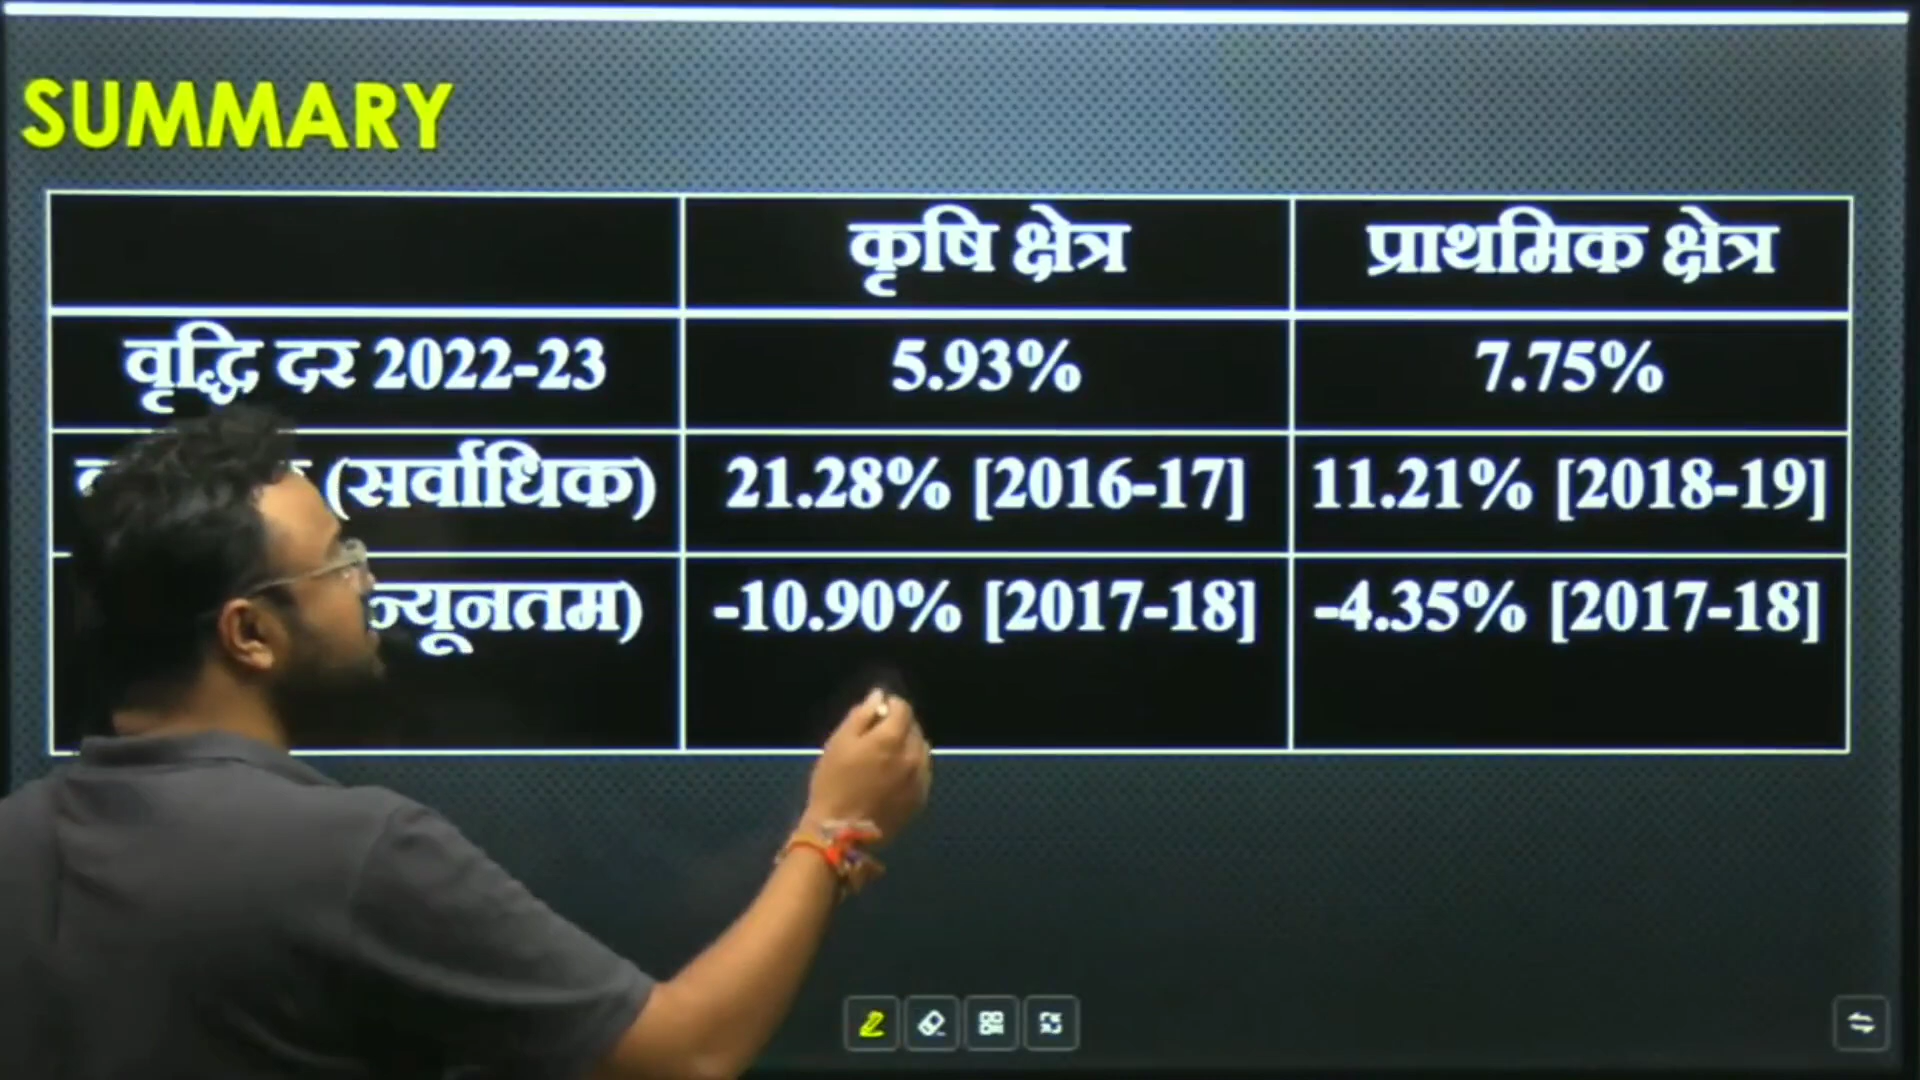 SUMMARY
कृषि क्षेत्र
प्राथमिक क्षेत्र
वृद्धि दर 2022-23
5.93%
7.75%
(सर्वाधिक)
21.28% [2016-17]
11.21% [2018-19]
न्यूनतम)
-10.90% [2017-18]
-4.35% [2017-18]